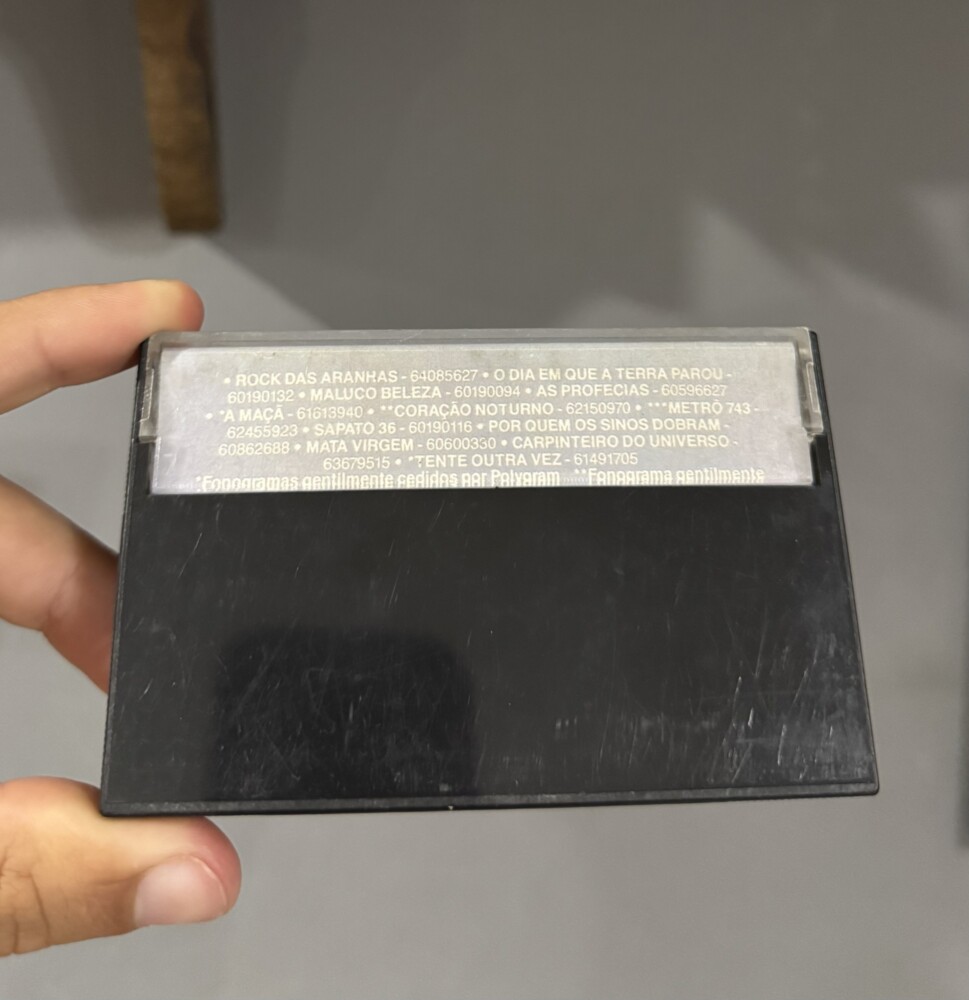 • ROCK DAS ARANHAS - 64085627 • O DIA EM QUE A TERRA PAROU -
60190132 • MALUCO BELEZA - 60190094 • AS PROFECIAS - 60596627
• *A MAÇÃ - 61613940 • **CORAÇÃO NOTURNO - 62150970 • ***METRÔ 743 -
62455923 • SAPATO 36 - 60190116 • POR QUEM OS SINOS DOBRAM -
60862688 • MATA VIRGEM - 60600330 • CARPINTEIRO DO UNIVERSO -
63679515 • *TENTE OUTRA VEZ - 61491705
*Fonogramas gentilmente cedidos por Polygram **Fonograma gentilmente